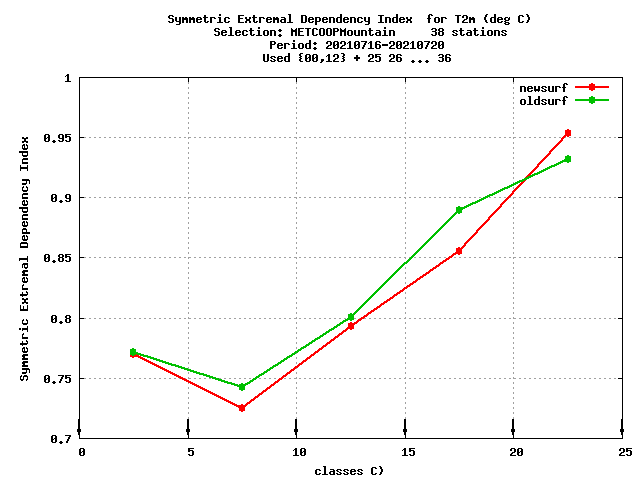 Symmetric Extremal Dependency Index  for T2m (deg C)
Selection: METCOOPMountain     38 stations
Period: 20210716-20210720
Used {00,12} + 25 26 ... 36
newsurf
oldsurf
Symmetric Extremal Dependency Index
1
0.95
0.9
0.85
0.8
0.75
0.7
0 5 10 15 20 25
classes C)